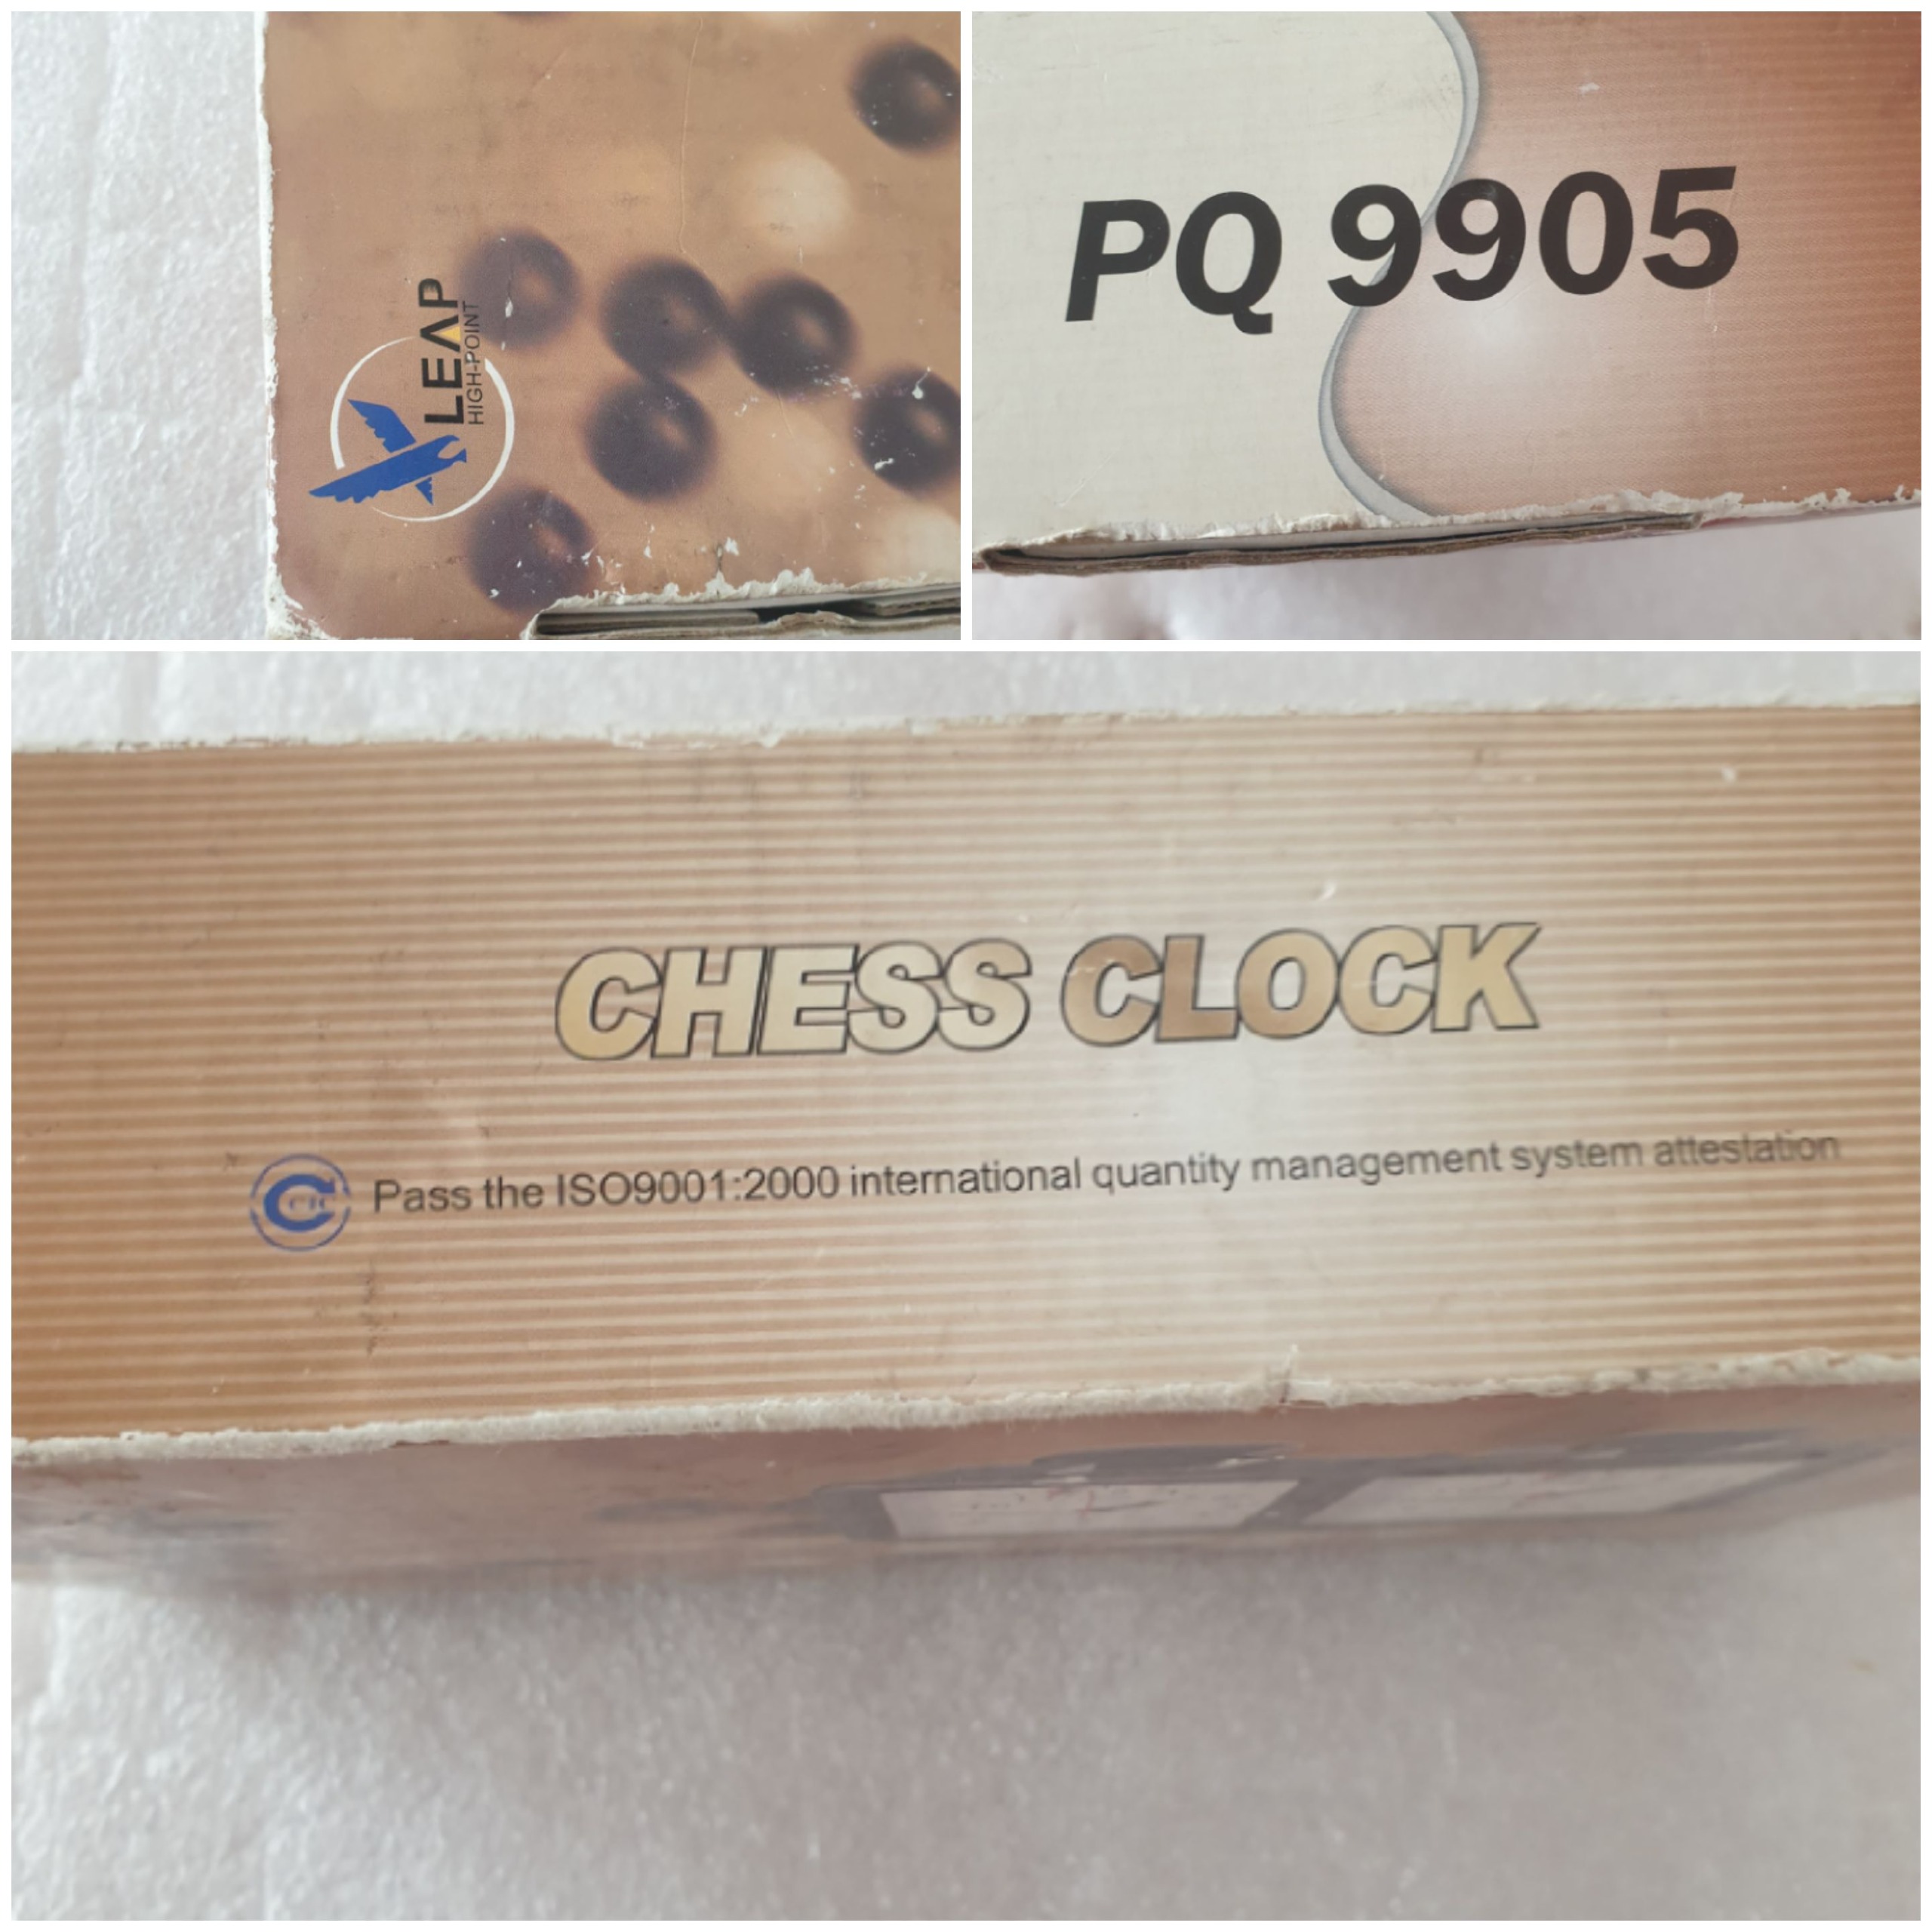 LEAP
HIGH-POINT
PQ 9905
CHESS CLOCK
Pass the ISO9001:2000 international quantity management system attestation